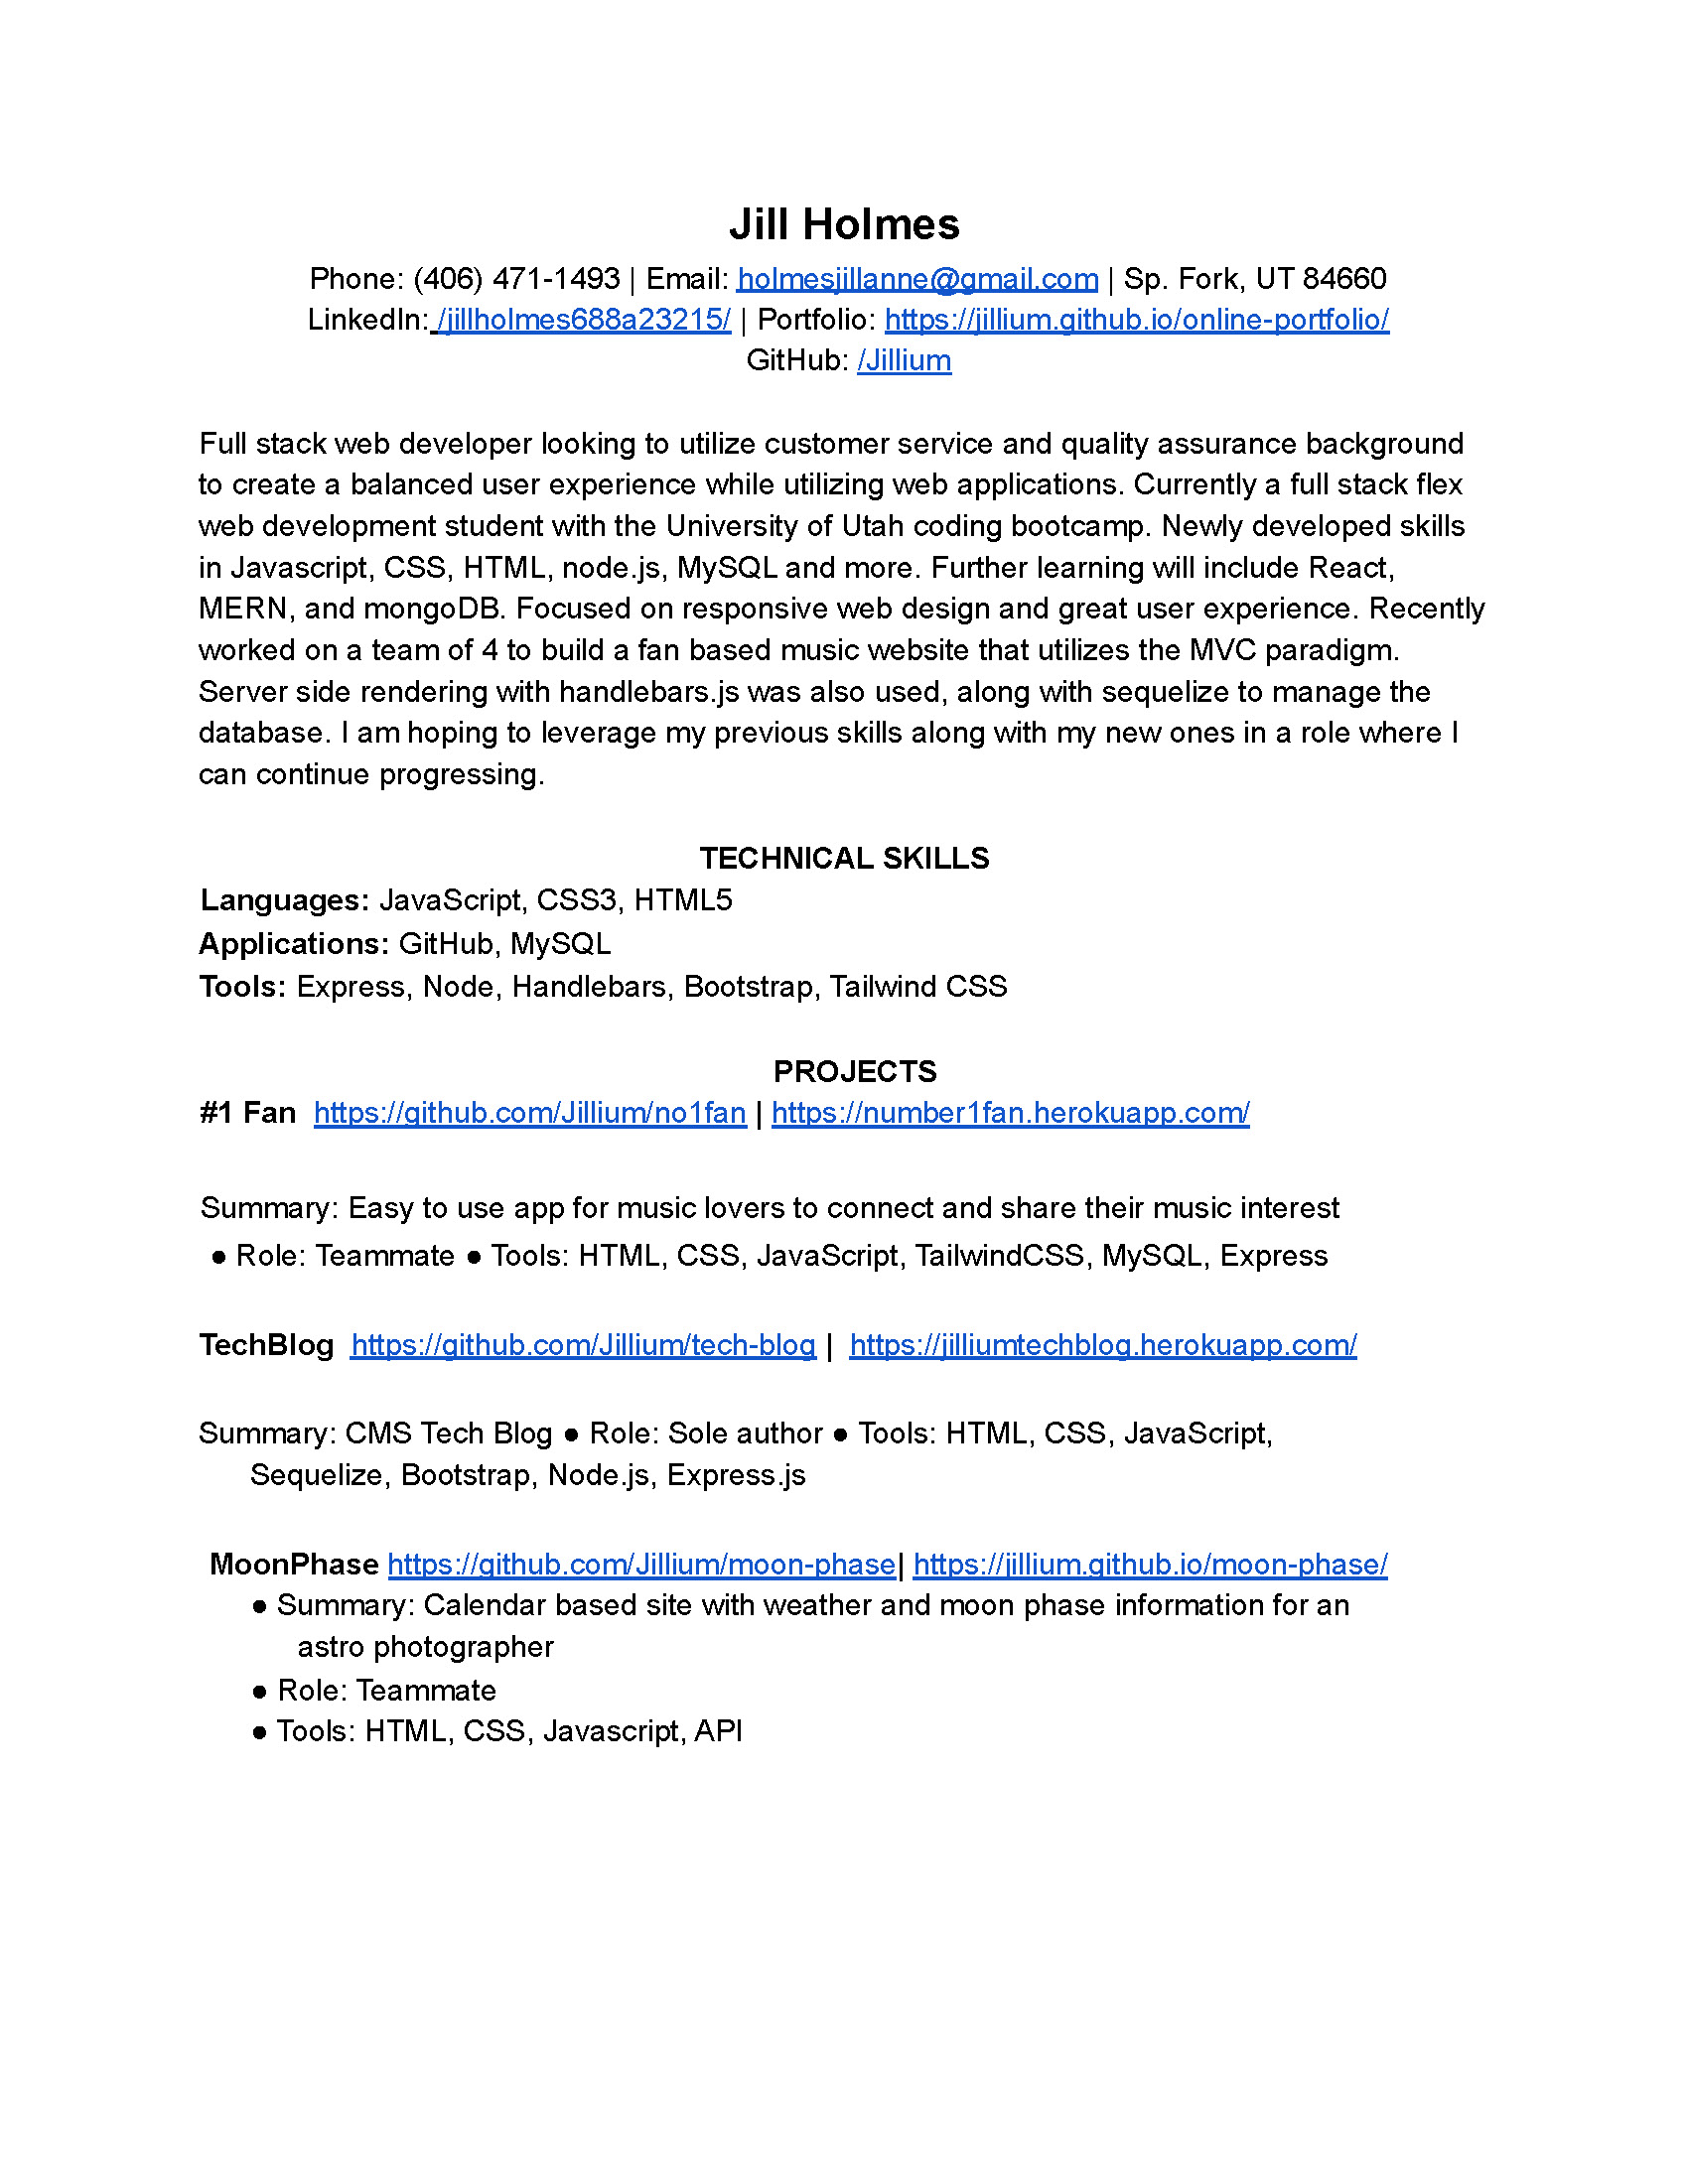 Jill Holmes
Phone: (406) 471-1493 | Email: holmesjillanne@gmail.com | Sp. Fork, UT 84660
LinkedIn: /jillholmes688a23215/ | Portfolio: https://jillium.github.io/online-portfolio/
GitHub: /Jillium
Full stack web developer looking to utilize customer service and quality assurance background
to create a balanced user experience while utilizing web applications. Currently a full stack flex
web development student with the University of Utah coding bootcamp. Newly developed skills
in Javascript, CSS, HTML, node.js, MySQL and more. Further learning will include React,
MERN, and mongoDB. Focused on responsive web design and great user experience. Recently
worked on a team of 4 to build a fan based music website that utilizes the MVC paradigm.
Server side rendering with handlebars.js was also used, along with sequelize to manage the
database. I am hoping to leverage my previous skills along with my new ones in a role where I
can continue progressing.
TECHNICAL SKILLS
Languages: JavaScript, CSS3, HTML5
Applications: GitHub, MySQL
Tools: Express, Node, Handlebars, Bootstrap, Tailwind CSS
PROJECTS
#1 Fan https://github.com/Jillium/no1fan | https://number1fan.herokuapp.com/
Summary: Easy to use app for music lovers to connect and share their music interest
● Role: Teammate ● Tools: HTML, CSS, JavaScript, TailwindCSS, MySQL, Express
TechBlog https://github.com/Jillium/tech-blog | https://jilliumtechblog.herokuapp.com/
Summary: CMS Tech Blog ● Role: Sole author ● Tools: HTML, CSS, JavaScript,
Sequelize, Bootstrap, Node.js, Express.js
MoonPhase https://github.com/Jillium/moon-phase| https://jillium.github.io/moon-phase/
● Summary: Calendar based site with weather and moon phase information for an
astro photographer
● Role: Teammate
● Tools: HTML, CSS, Javascript, API